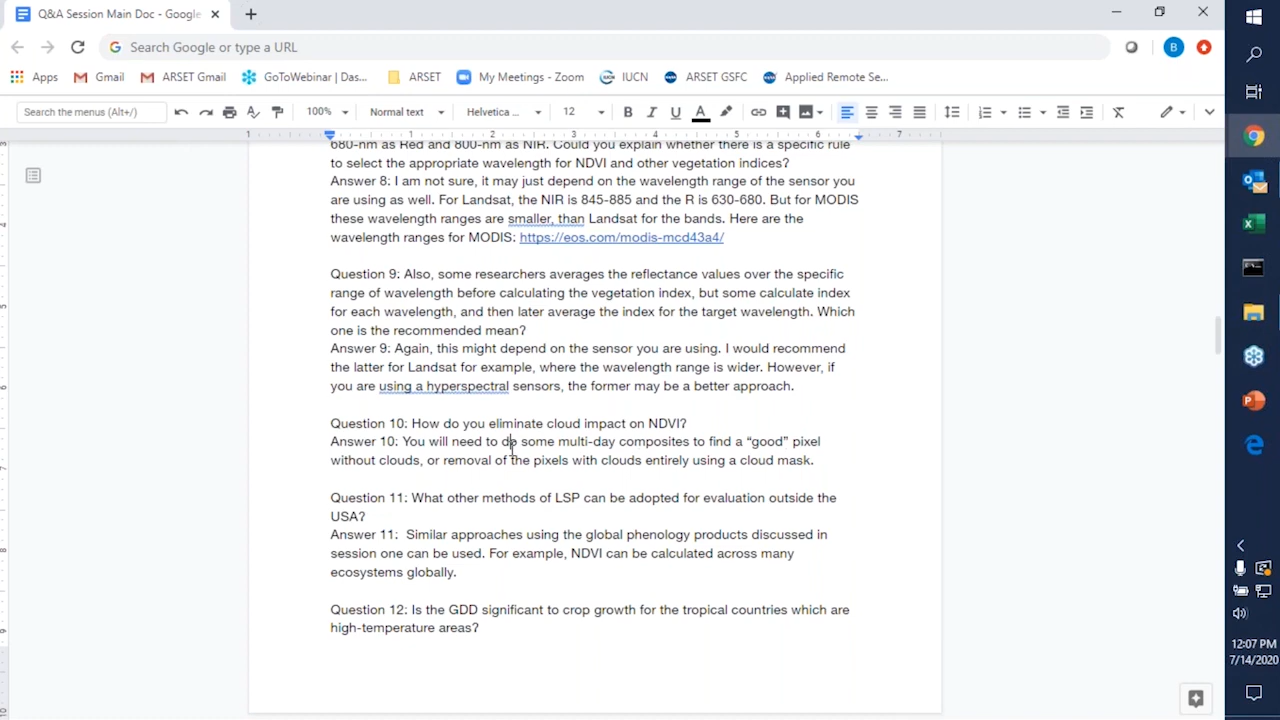 Q&A Session Main Doc - Google
Search Google or type a URL
B
Apps
Gmail
ARSET Gmail
GoToWebinar | Das...
ARSET
My Meetings - Zoom
IUCN
ARSET GSFC
Applied Remote Se...
Search the menus (Alt+/)
100%
Normal text
Helvetica ...
12
B I U A
1 1 2 3 4 5 6 7
680-nm as Red and 800-nm as NIR. Could you explain whether there is a specific rule
to select the appropriate wavelength for NDVI and other vegetation indices?
Answer 8: I am not sure, it may just depend on the wavelength range of the sensor you
are using as well. For Landsat, the NIR is 845-885 and the R is 630-680. But for MODIS
these wavelength ranges are smaller, than Landsat for the bands. Here are the
wavelength ranges for MODIS: https://eos.com/modis-mcd43a4/
Question 9: Also, some researchers averages the reflectance values over the specific
range of wavelength before calculating the vegetation index, but some calculate index
for each wavelength, and then later average the index for the target wavelength. Which
one is the recommended mean?
Answer 9: Again, this might depend on the sensor you are using. I would recommend
the latter for Landsat for example, where the wavelength range is wider. However, if
you are using a hyperspectral sensors, the former may be a better approach.
Question 10: How do you eliminate cloud impact on NDVI?
Answer 10: You will need to do some multi-day composites to find a “good” pixel
without clouds, or removal of the pixels with clouds entirely using a cloud mask.
Question 11: What other methods of LSP can be adopted for evaluation outside the
USA?
Answer 11:  Similar approaches using the global phenology products discussed in
session one can be used. For example, NDVI can be calculated across many
ecosystems globally.
Question 12: Is the GDD significant to crop growth for the tropical countries which are
high-temperature areas?
12:07 PM
7/14/2020